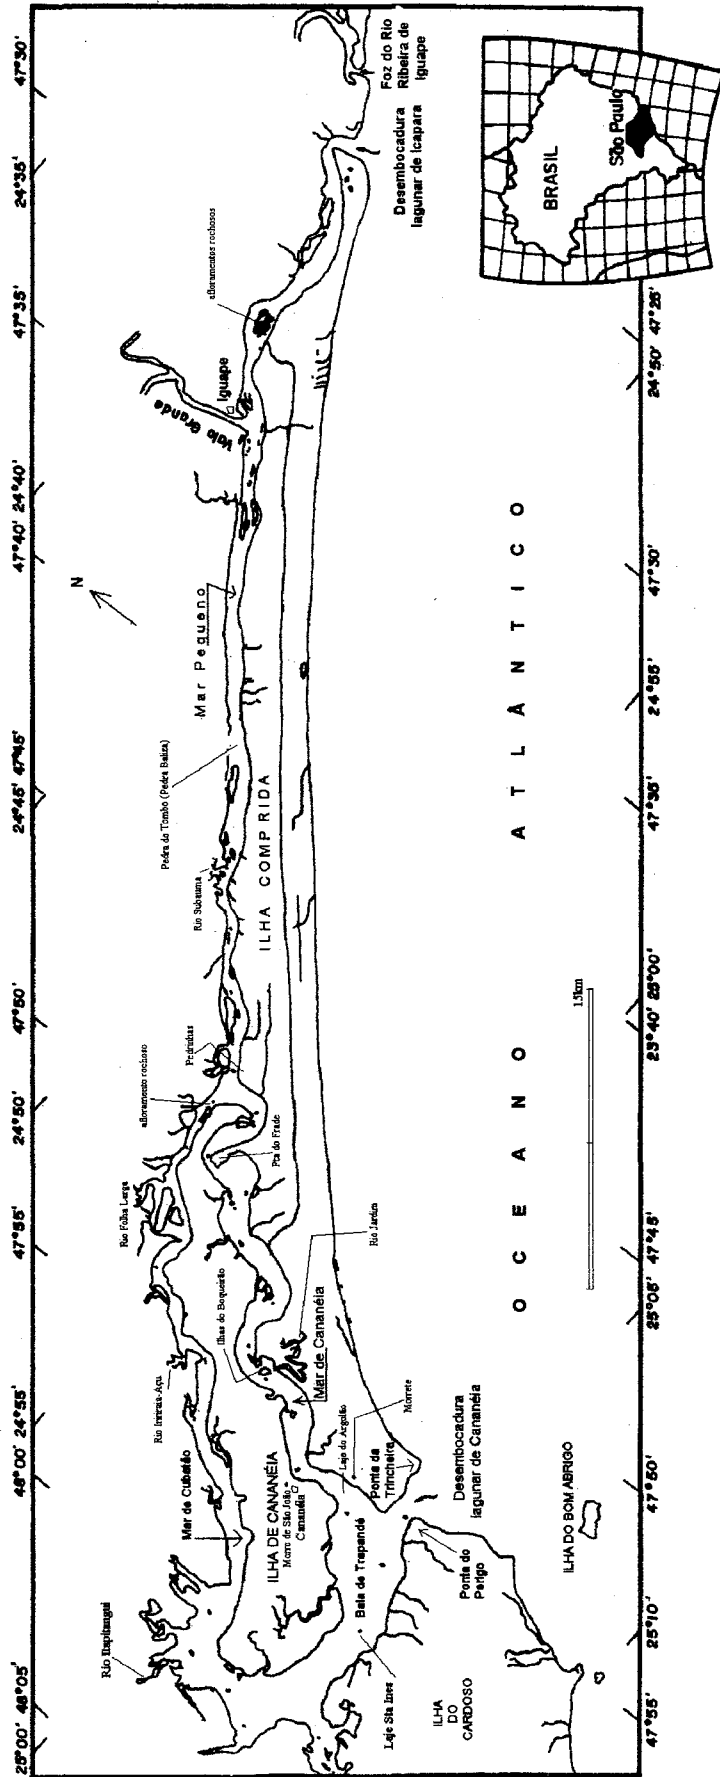 25°00' 48°05' 48°00' 24°55' 47°55' 24°50' 47°50' 24°45' 47°45' 47°40' 24°40' 47°35' 24°35' 47°30'
N
Rio Itapitangui
Mar de Cubatão
Rio Iririaia-Açu
Rio Folha Larga
afloramento rochoso
Pedrinhas
Rio Subauma
Pedra do Tombo (Pedra Baliza)
Mar Pequeno
Valo Grande
Iguape
afloramentos rochosos
ILHA DE CANANÉIA
Morro de São João
Cananéia
Ilhas do Boqueirão
Pta do Frade
ILHA COMPRIDA
Mar de Cananéia
Rio Jardim
Laje do Argolão
Morrete
Baía de Trapandé
Ponta da
Trincheira
Laje Sta Ines
Desembocadura
lagunar de Cananéia
Ponta do
Perigo
ILHA
DO
CARDOSO
ILHA DO BOM ABRIGO
Desembocadura
lagunar de Icapara
Foz do Rio
Ribeira de
Iguape
OCEANO ATLÂNTICO
15km
BRASIL
São Paulo
47°55' 25°10' 47°50' 25°05' 47°45' 23°40' 25°00' 47°35' 24°55' 47°30' 24°50' 47°25'